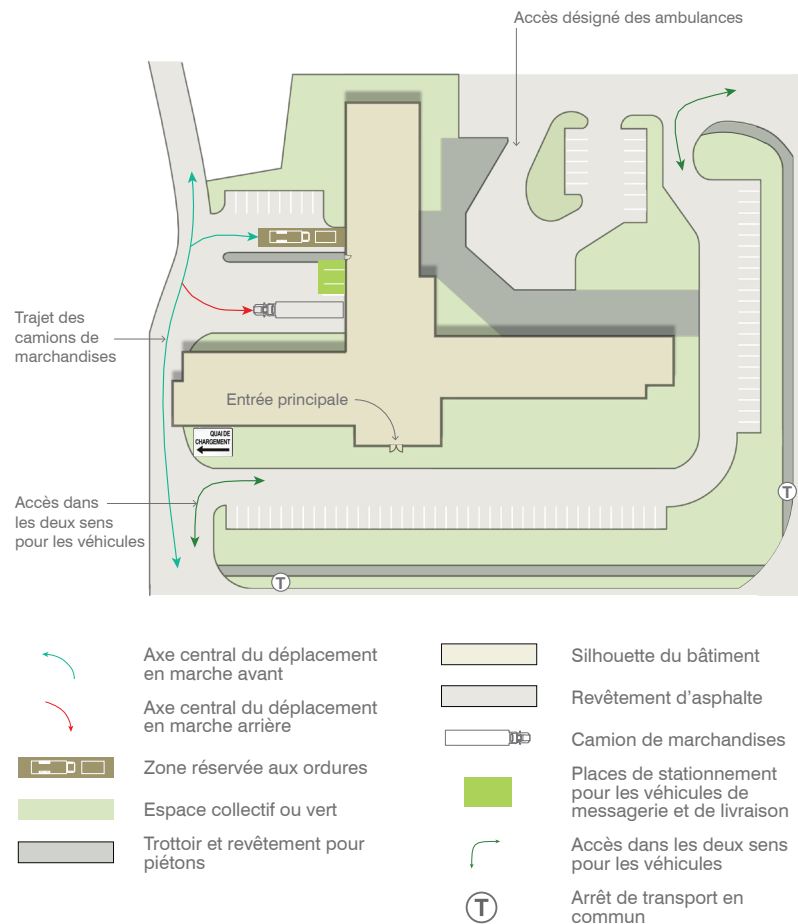 Accès désigné des ambulances
Trajet des
camions de
marchandises
Entrée principale
QUAI DE
CHARGEMENT
Accès dans
les deux sens
pour les véhicules
T
T
Axe central du déplacement
en marche avant
Axe central du déplacement
en marche arrière
Zone réservée aux ordures
Espace collectif ou vert
Trottoir et revêtement pour
piétons
Silhouette du bâtiment
Revêtement d'asphalte
Camion de marchandises
Places de stationnement
pour les véhicules de
messagerie et de livraison
Accès dans les deux sens
pour les véhicules
T
Arrêt de transport en
commun